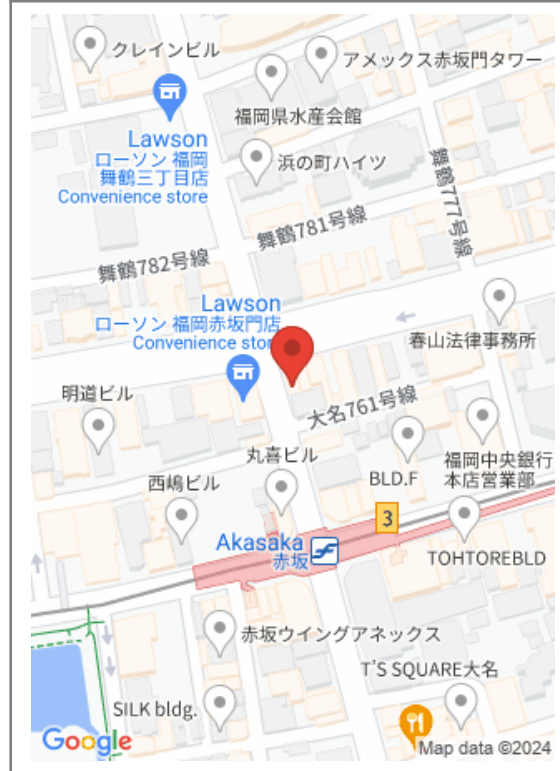 クレインビル
アメックス赤坂門タワー
福岡県水産会館
Lawson
ローソン 福岡
舞鶴三丁目店
Convenience store
浜の町ハイツ
舞鶴777号線
舞鶴781号線
舞鶴782号線
Lawson
ローソン 福岡赤坂門店
Convenience store
春山法律事務所
明道ビル
大名761号線
丸喜ビル
福岡中央銀行
本店営業部
BLD.F
西嶋ビル
3
Akasaka
赤坂
TOHTOREBLD
赤坂ウイングアネックス
T'S SQUARE大名
SILK bldg.
Google
Map data ©2024